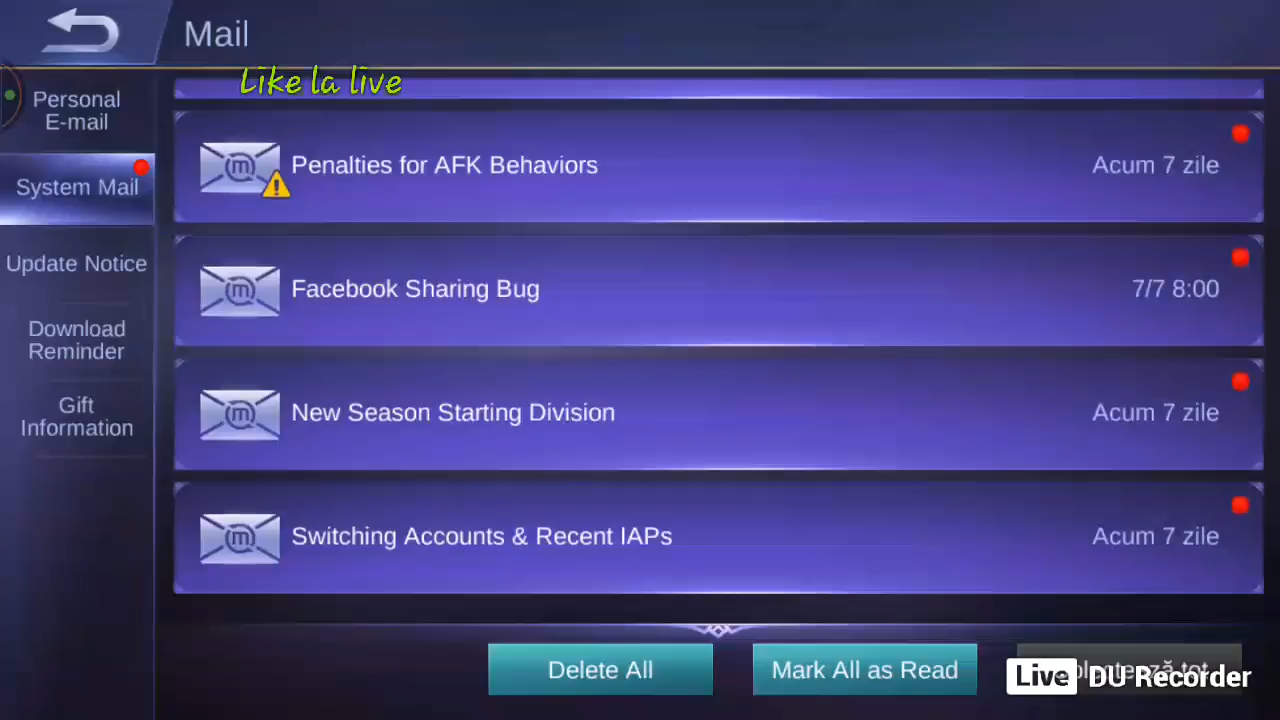 Mail
Like la live
Personal
E-mail
System Mail
Update Notice
Download
Reminder
Gift
Information
Penalties for AFK Behaviors
Acum 7 zile
Facebook Sharing Bug
7/7 8:00
New Season Starting Division
Acum 7 zile
Switching Accounts & Recent IAPs
Acum 7 zile
Delete All
Mark All as Read
Live DU Recorder